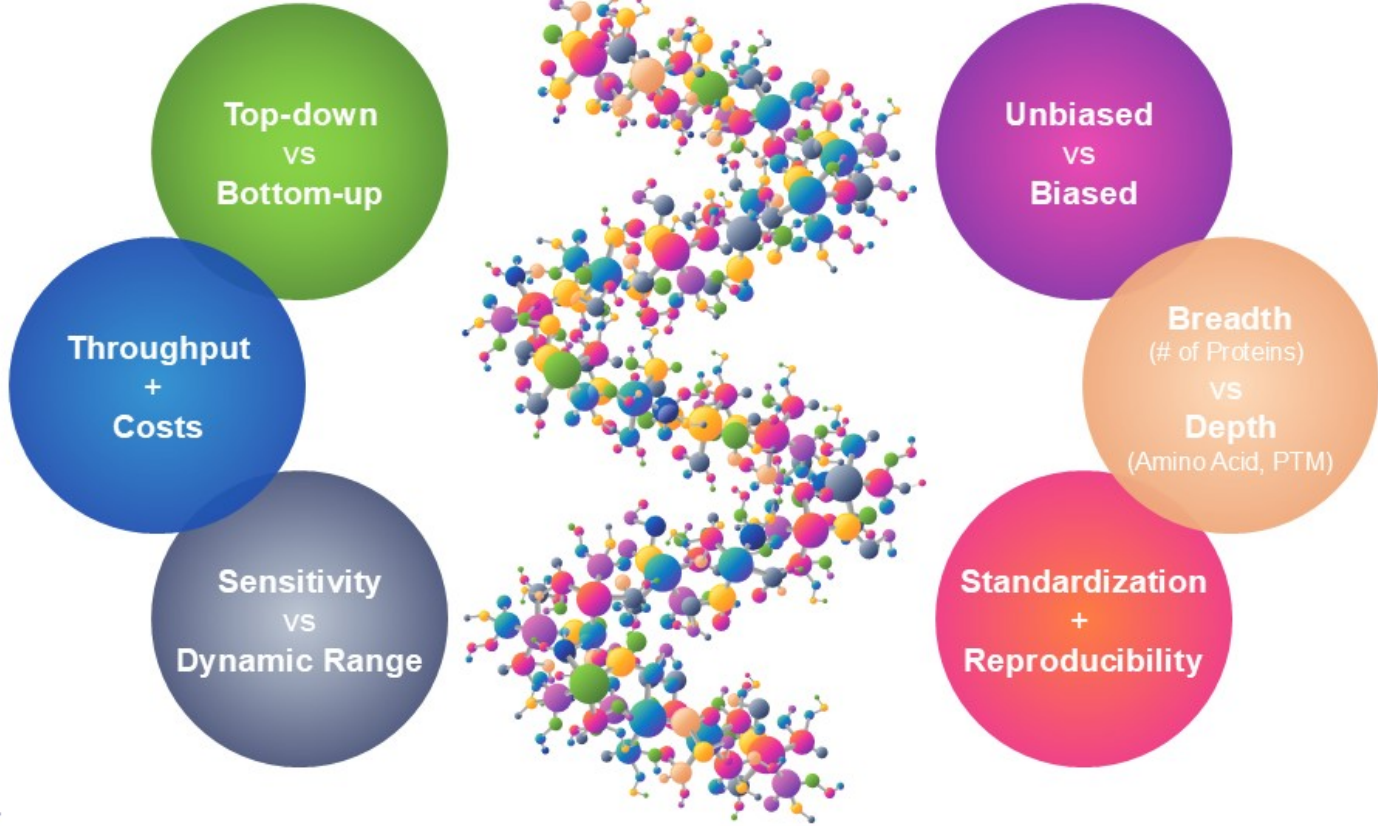 Top-down
vs
Bottom-up
Throughput
+
Costs
Sensitivity
vs
Dynamic Range
Unbiased
vs
Biased
Breadth
(# of Proteins)
vs
Depth
(Amino Acid, PTM)
Standardization
+
Reproducibility